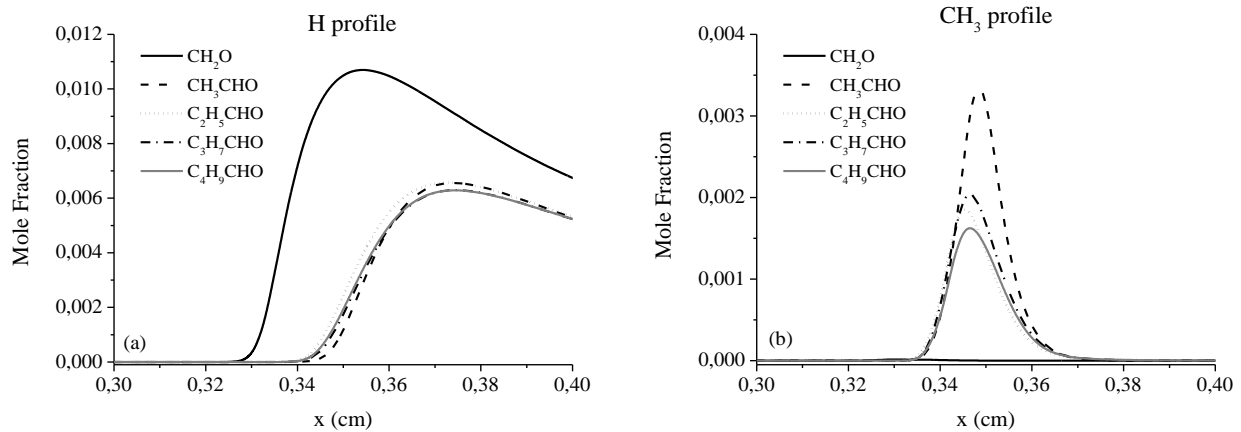 H profile
0,012
0,010
0,008
0,006
0,004
0,002
0,000
Mole Fraction
CH₂O
CH₃CHO
C₂H₅CHO
C₃H₇CHO
C₄H₉CHO
(a)
0,30 0,32 0,34 0,36 0,38 0,40
x (cm)
CH₃ profile
0,004
0,003
0,002
0,001
0,000
Mole Fraction
CH₂O
CH₃CHO
C₂H₅CHO
C₃H₇CHO
C₄H₉CHO
(b)
0,30 0,32 0,34 0,36 0,38 0,40
x (cm)